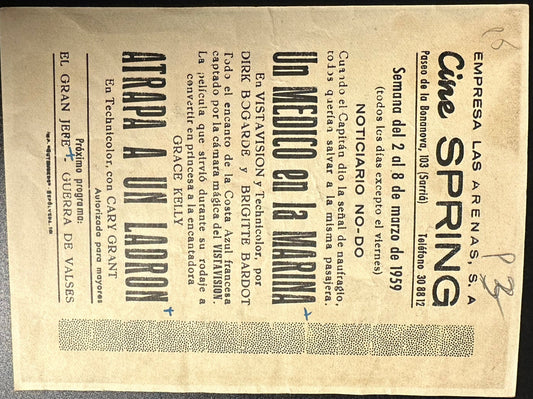 EMPRESA LAS ARENAS, S. A
Cine SPRING
Paseo de la Bonanova, 103 (Sarriá) Teléfono 30 88 12
Semana del 2 al 8 de marzo de 1959
(todos los días excepto el viernes)
NOTICIARIO NO-DO
Cuando el Capitán dio la señal de naufragio,
todos querían salvar a la misma pasajera.
Un MEDICO en la MARINA
En VISTAVISION y Technicolor, por
DIRK BOGARDE y BRIGITTE BARDOT
Todo el encanto de la Costa Azul francesa
captado por la cámara mágica del VISTAVISION.
La película que sirvió durante su rodaje a
convertir en princesa a la encantadora
GRACE KELLY
ATRAPA A UN LADRON
En Technicolor, con CARY GRANT
Autorizada para mayores
Próximo programa:
EL GRAN JEFE + GUERRA DE VALSES